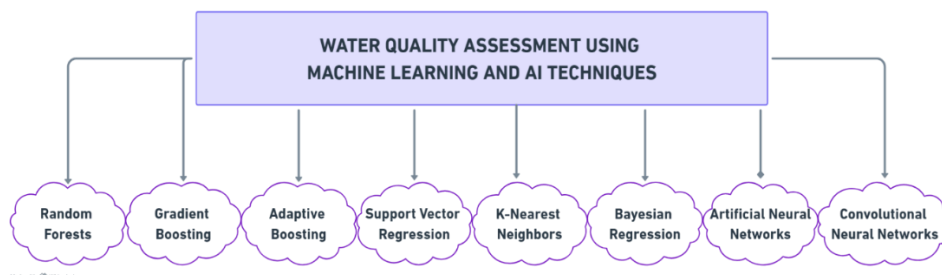 WATER QUALITY ASSESSMENT USING
MACHINE LEARNING AND AI TECHNIQUES
Random
Forests
Gradient
Boosting
Adaptive
Boosting
Support Vector
Regression
K-Nearest
Neighbors
Bayesian
Regression
Artificial Neural
Networks
Convolutional
Neural Networks